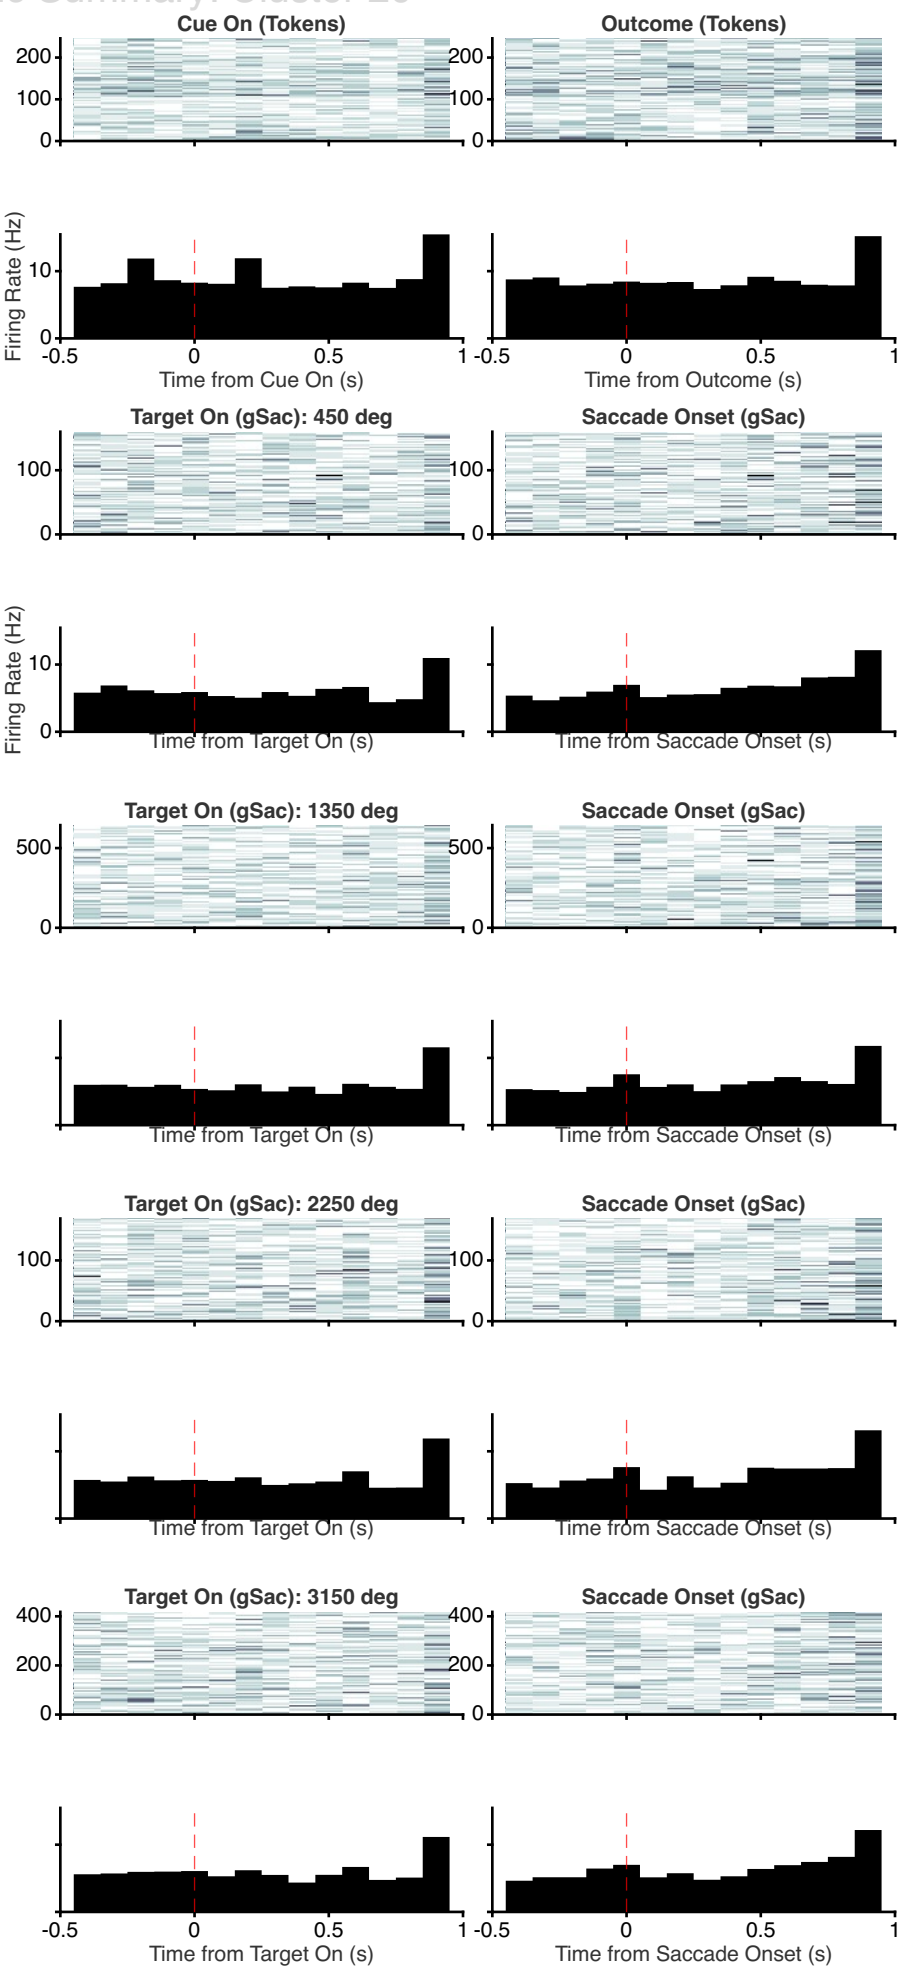 Summary: Cluster
Cue On (Tokens) Outcome (Tokens)
200 200
100 100
0 0
Firing Rate (Hz)
10
0
-0.5 0 0.5 1 -0.5 0 0.5 1
Time from Cue On (s) Time from Outcome (s)
Target On (gSac): 450 deg Saccade Onset (gSac)
100 100
0 0
Firing Rate (Hz)
10
0
Time from Target On (s) Time from Saccade Onset (s)
Target On (gSac): 1350 deg Saccade Onset (gSac)
500 500
0 0
Time from Target On (s) Time from Saccade Onset (s)
Target On (gSac): 2250 deg Saccade Onset (gSac)
100 100
0 0
Time from Target On (s) Time from Saccade Onset (s)
Target On (gSac): 3150 deg Saccade Onset (gSac)
400 400
200 200
0 0
-0.5 0 0.5 1 -0.5 0 0.5 1
Time from Target On (s) Time from Saccade Onset (s)